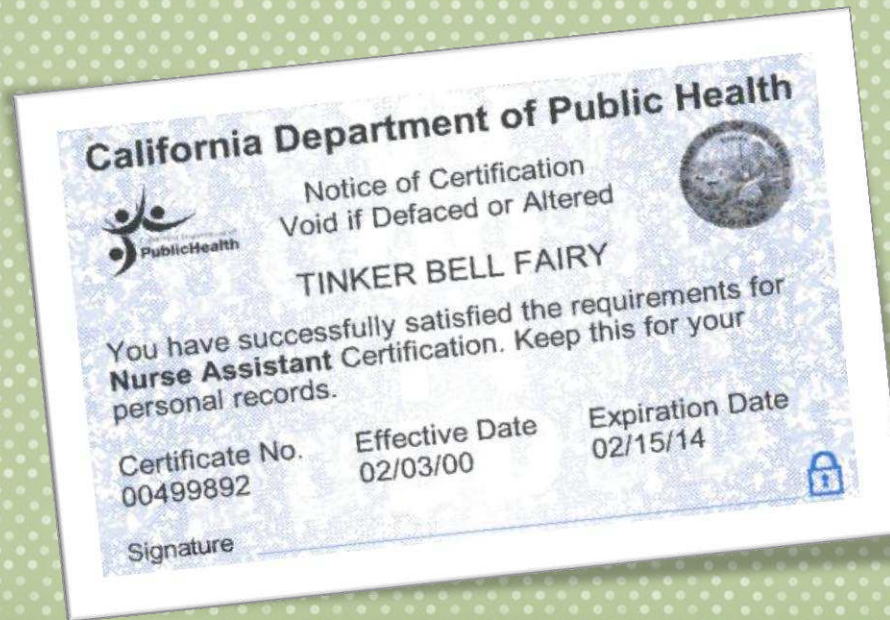 California Department of Public Health
Notice of Certification
Void if Defaced or Altered
PublicHealth
TINKER BELL FAIRY
You have successfully satisfied the requirements for
Nurse Assistant Certification. Keep this for your
personal records.
Certificate No.
00499892
Effective Date
02/03/00
Expiration Date
02/15/14
Signature